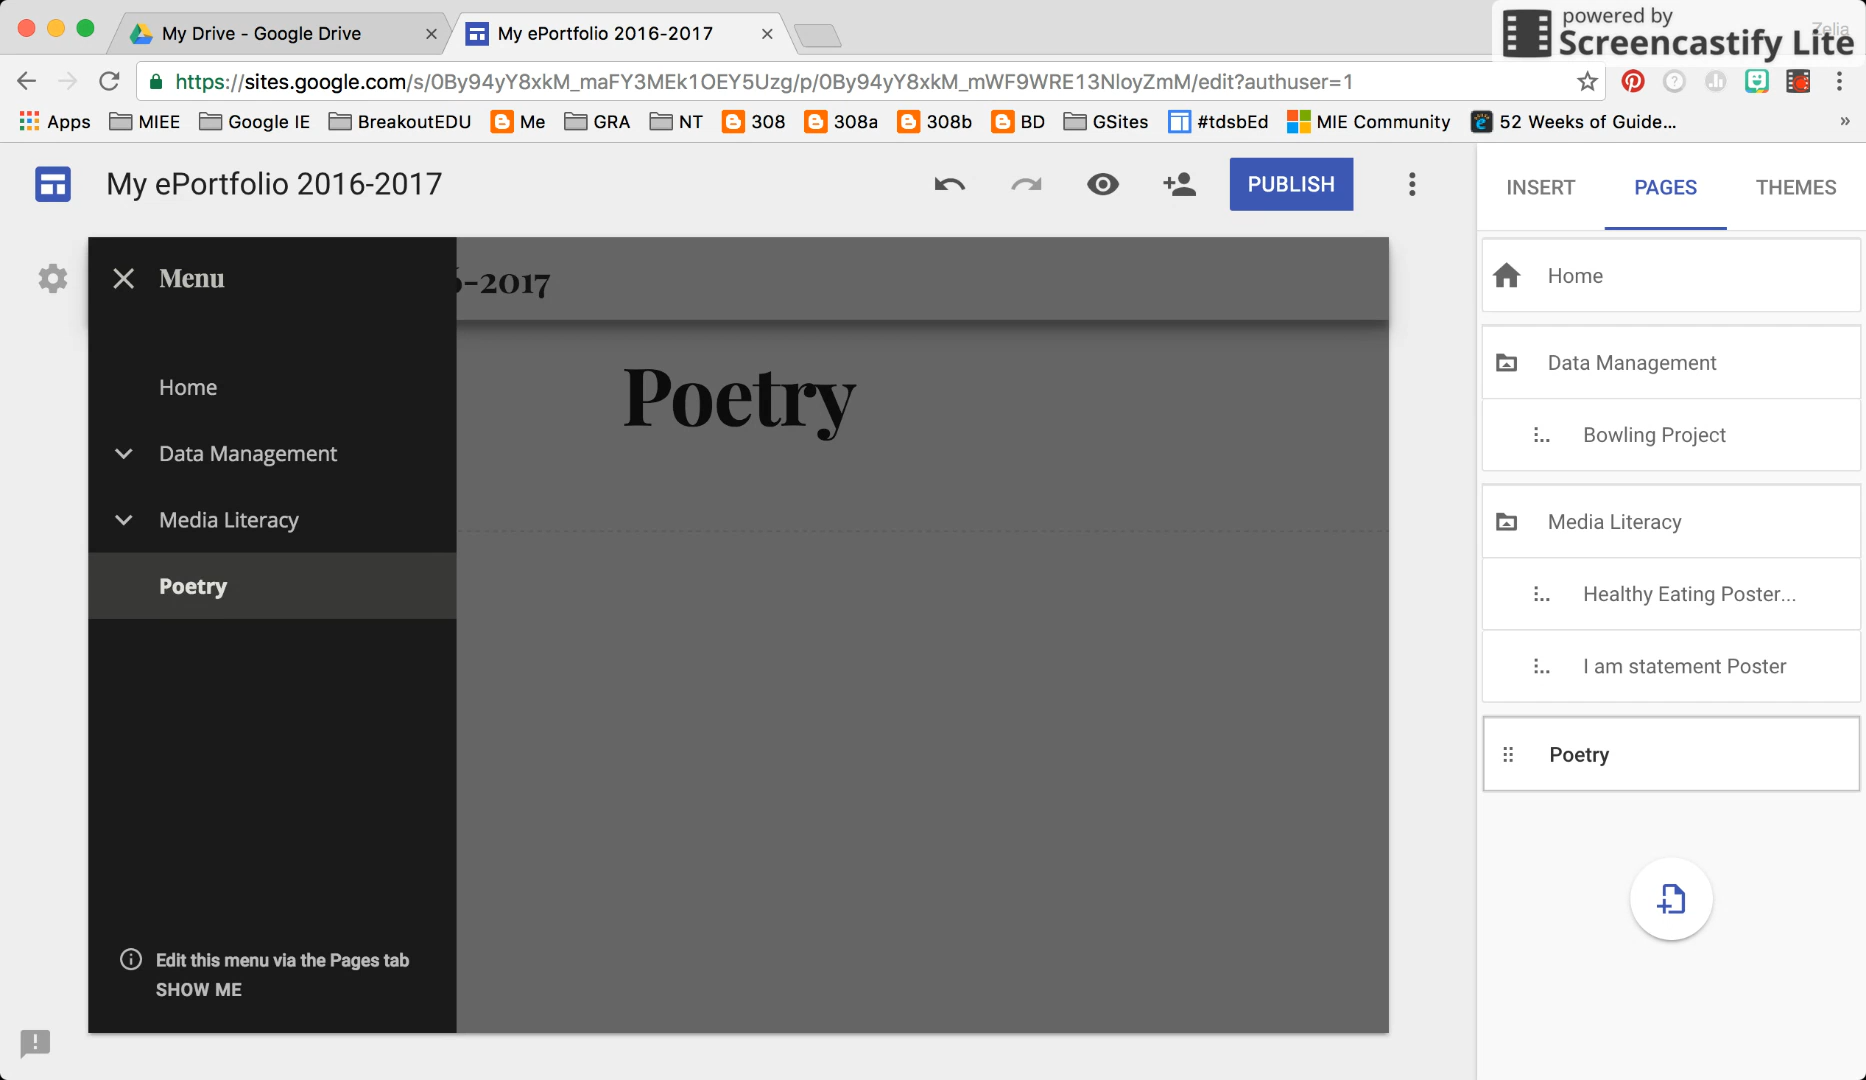 My Drive - Google Drive
My ePortfolio 2016-2017
Zelia
powered by
Screencastify Lite
https://sites.google.com/s/0By94yY8xkM_maFY3MEk1OEY5Uzg/p/0By94yY8xkM_mWF9WRE13NloyZmM/edit?authuser=1
Apps MIEE Google IE BreakoutEDU Me GRA NT 308 308a 308b BD GSites #tdsbEd MIE Community 52 Weeks of Guide... »
My ePortfolio 2016-2017
PUBLISH
INSERT PAGES THEMES
Menu
6-2017
Poetry
Home
Data Management
Media Literacy
Poetry
Edit this menu via the Pages tab
SHOW ME
Home
Data Management
Bowling Project
Media Literacy
Healthy Eating Poster...
I am statement Poster
Poetry